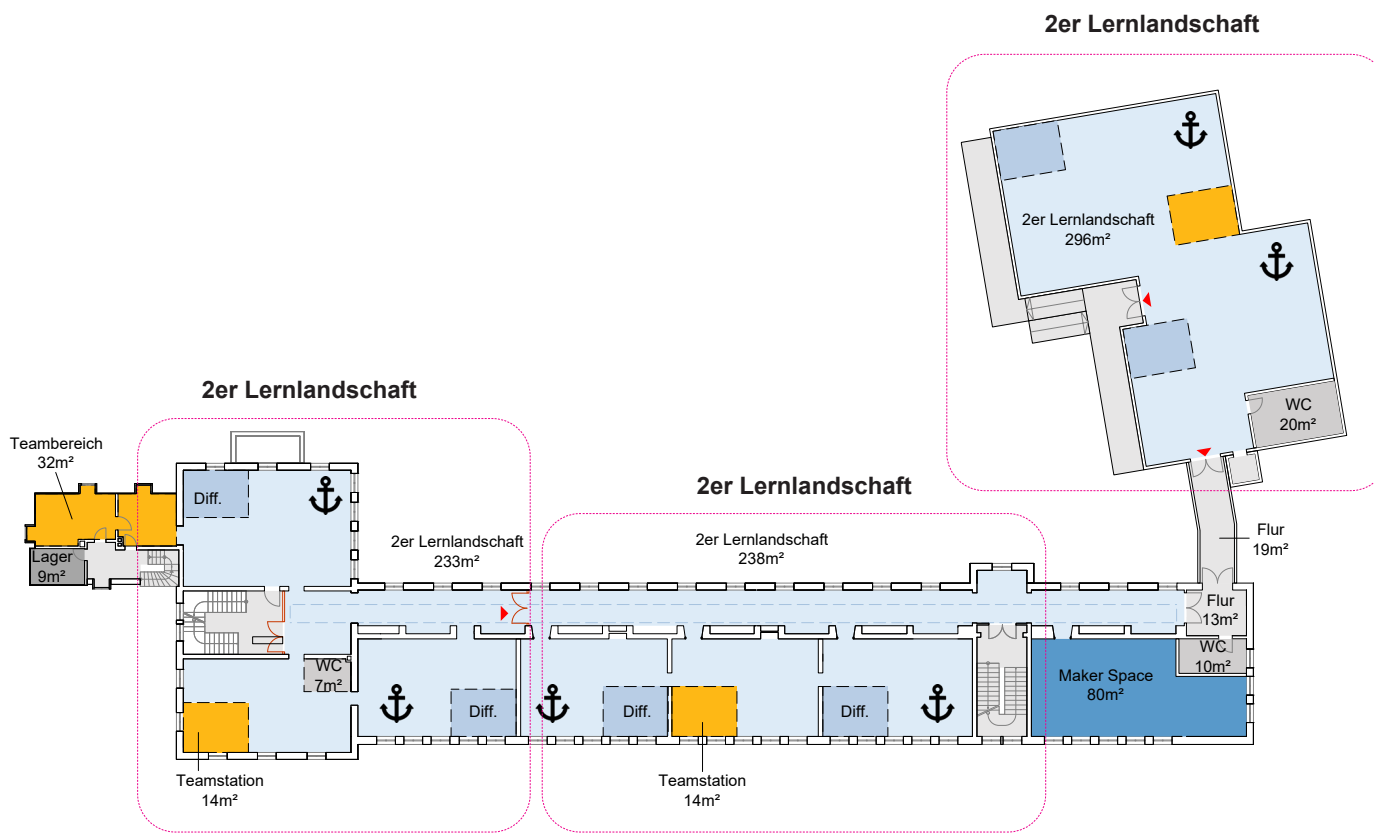 2er Lernlandschaft
2er Lernlandschaft
296m²
WC
20m²
2er Lernlandschaft
Teambereich
32m²
Diff.
Lager
9m²
2er Lernlandschaft
233m²
WC
7m²
Diff.
Teamstation
14m²
2er Lernlandschaft
2er Lernlandschaft
238m²
Diff.
Diff.
Teamstation
14m²
Flur
19m²
Flur
13m²
WC
10m²
Maker Space
80m²